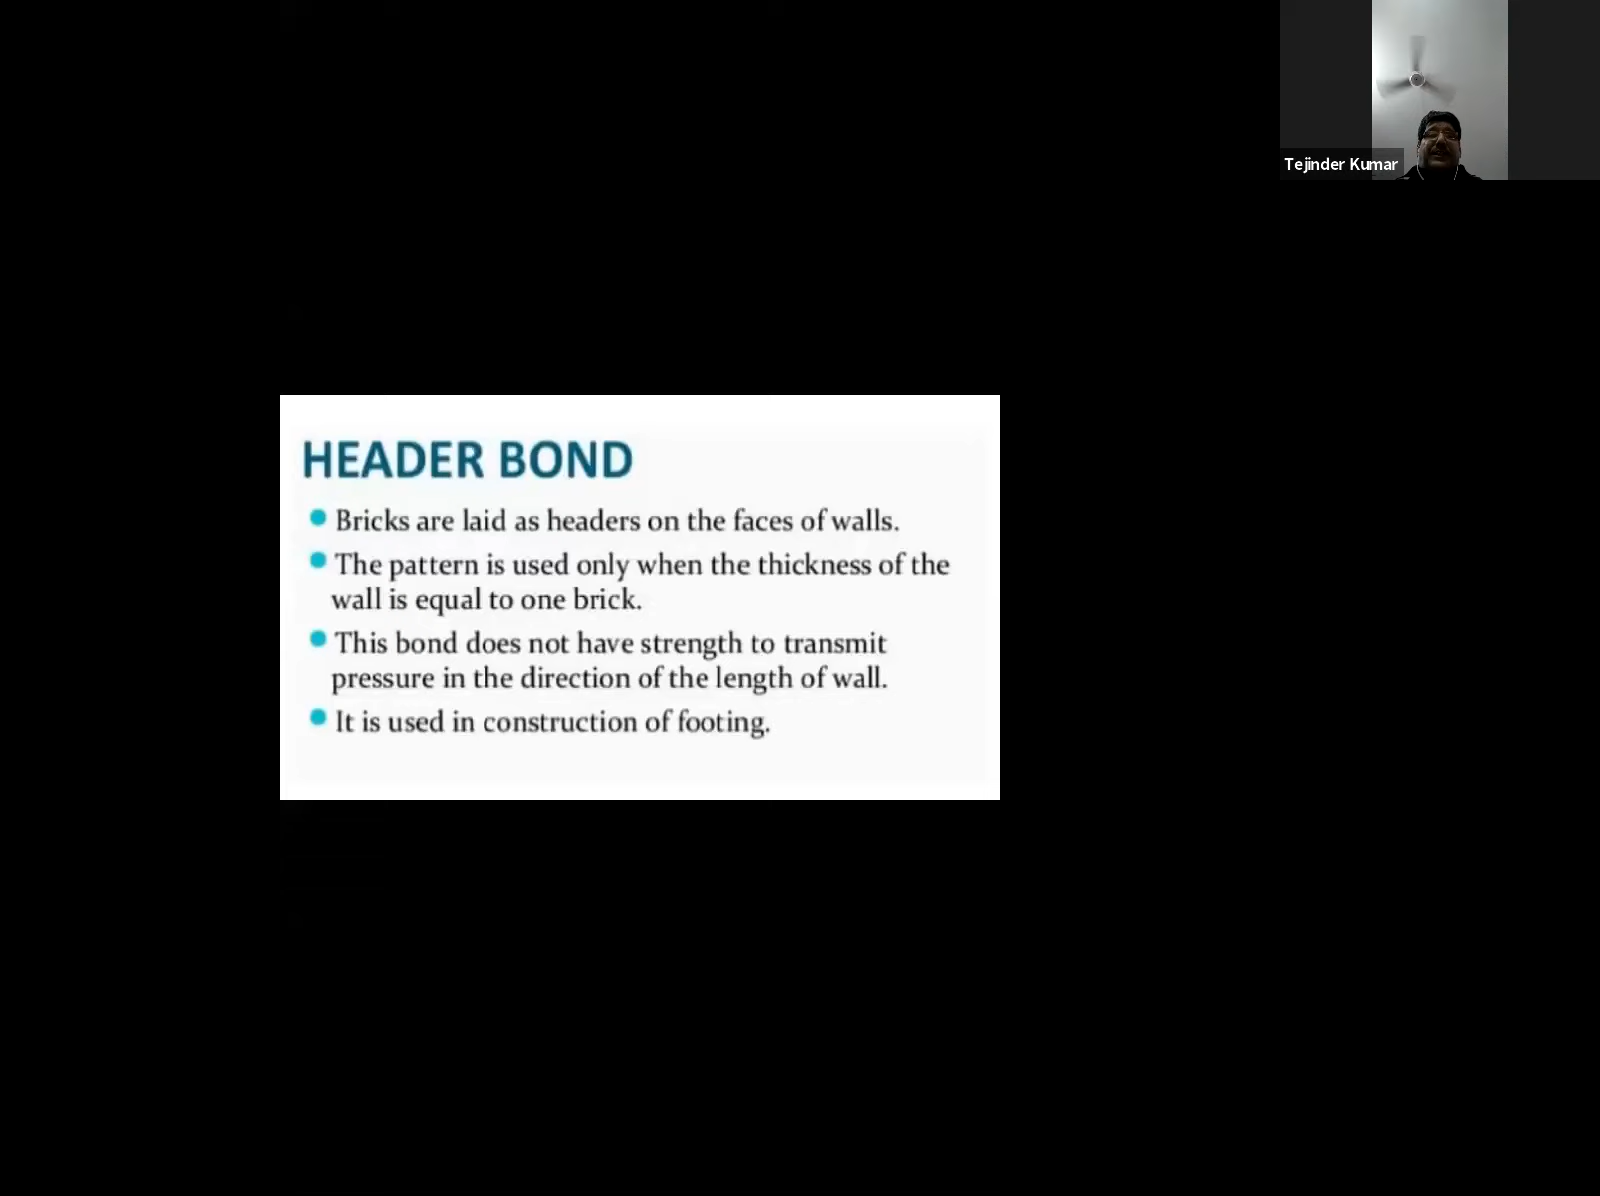 Tejinder Kumar
HEADER BOND
Bricks are laid as headers on the faces of walls.
The pattern is used only when the thickness of the
wall is equal to one brick.
This bond does not have strength to transmit
pressure in the direction of the length of wall.
It is used in construction of footing.